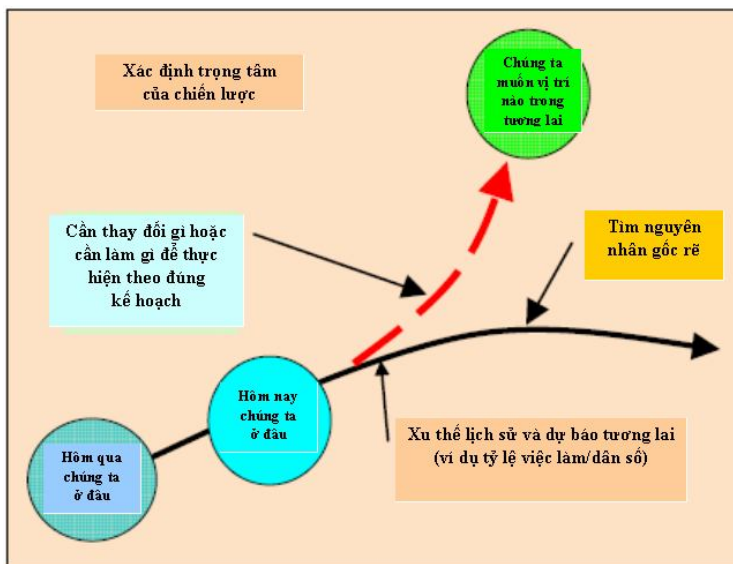 Xác định trọng tâm
của chiến lược
Chúng ta
muốn vị trí
nào trong
tương lai
Cần thay đổi gì hoặc
cần làm gì để thực
hiện theo đúng
kế hoạch
Tìm nguyên
nhân gốc rẽ
Hôm nay
chúng ta
ở đâu
Xu thế lịch sử và dự báo tương lai
(ví dụ tỷ lệ việc làm/dân số)
Hôm qua
chúng ta
ở đâu